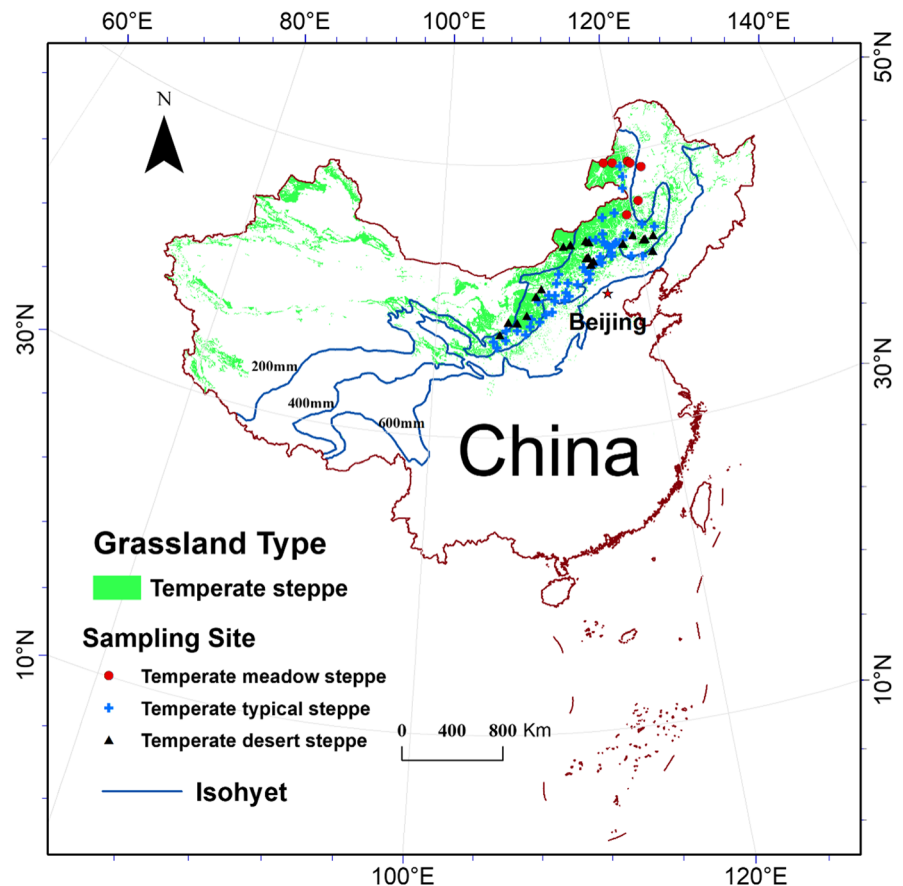 60°E 80°E 100°E 120°E 140°E
50°N
N
30°N
30°N
Beijing
200mm
400mm
600mm
China
Grassland Type
Temperate steppe
Sampling Site
Temperate meadow steppe
Temperate typical steppe
Temperate desert steppe
0 400 800 Km
Isohyet
10°N
10°N
100°E 120°E